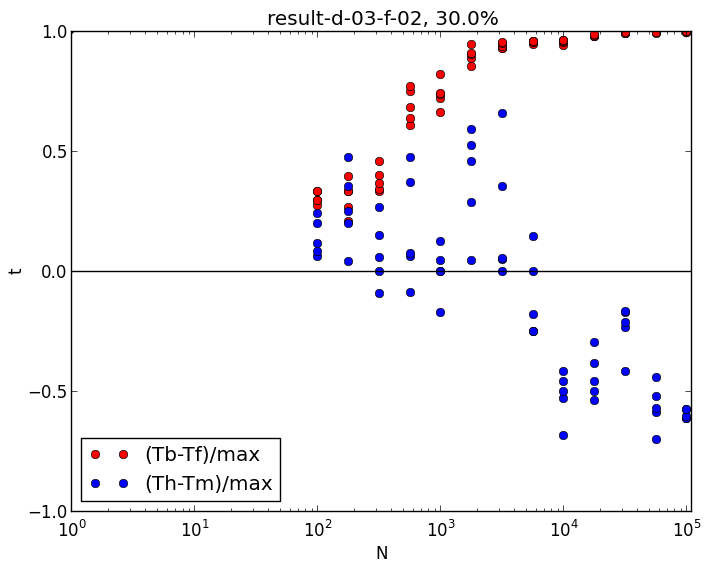 result-d-03-f-02, 30.0%
1.0
0.5
0.0
−0.5
−1.0
t
(Tb-Tf)/max
(Th-Tm)/max
10^0 10^1 10^2 10^3 10^4 10^5
N